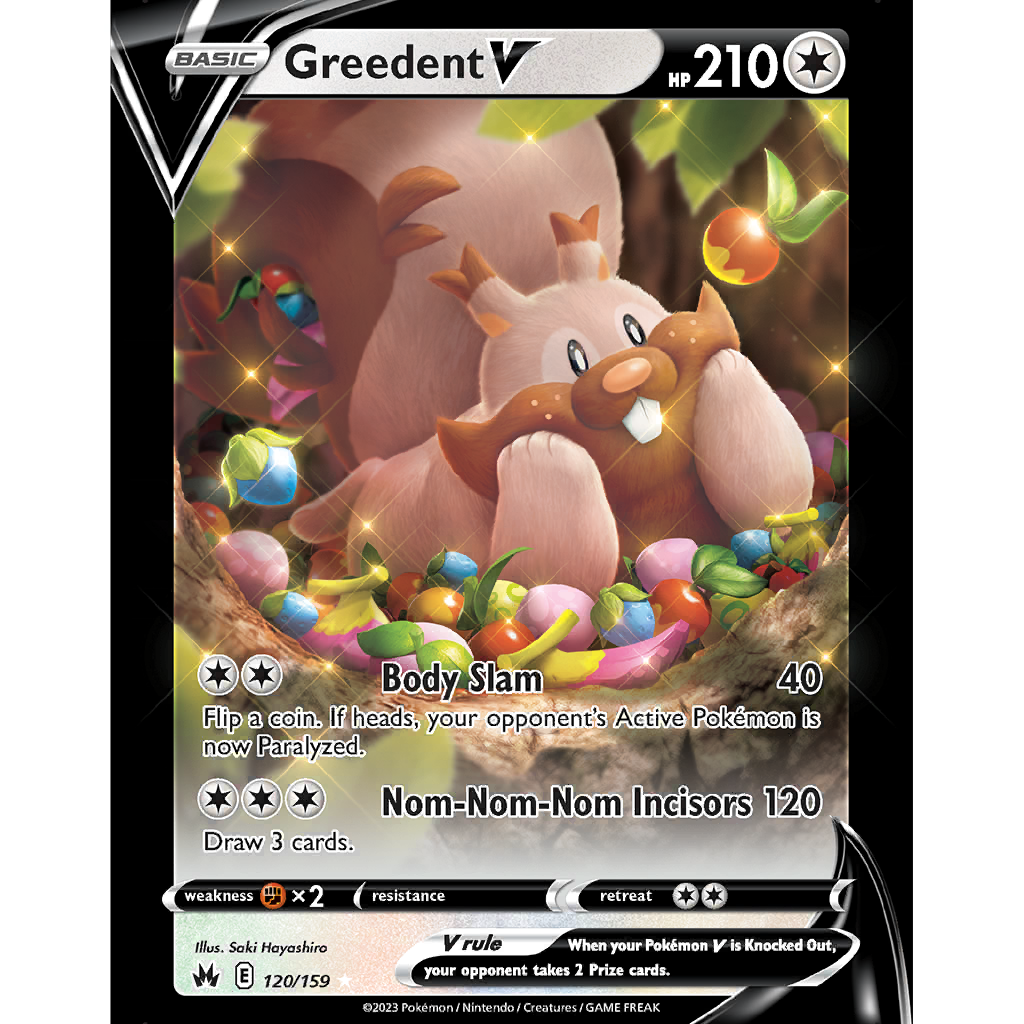 BASIC Greedent V HP 210
Body Slam 40
Flip a coin. If heads, your opponent's Active Pokémon is
now Paralyzed.
Nom-Nom-Nom Incisors 120
Draw 3 cards.
weakness ×2 resistance retreat
Illus. Saki Hayashiro
V rule When your Pokémon V is Knocked Out,
your opponent takes 2 Prize cards.
E 120/159
©2023 Pokémon / Nintendo / Creatures / GAME FREAK